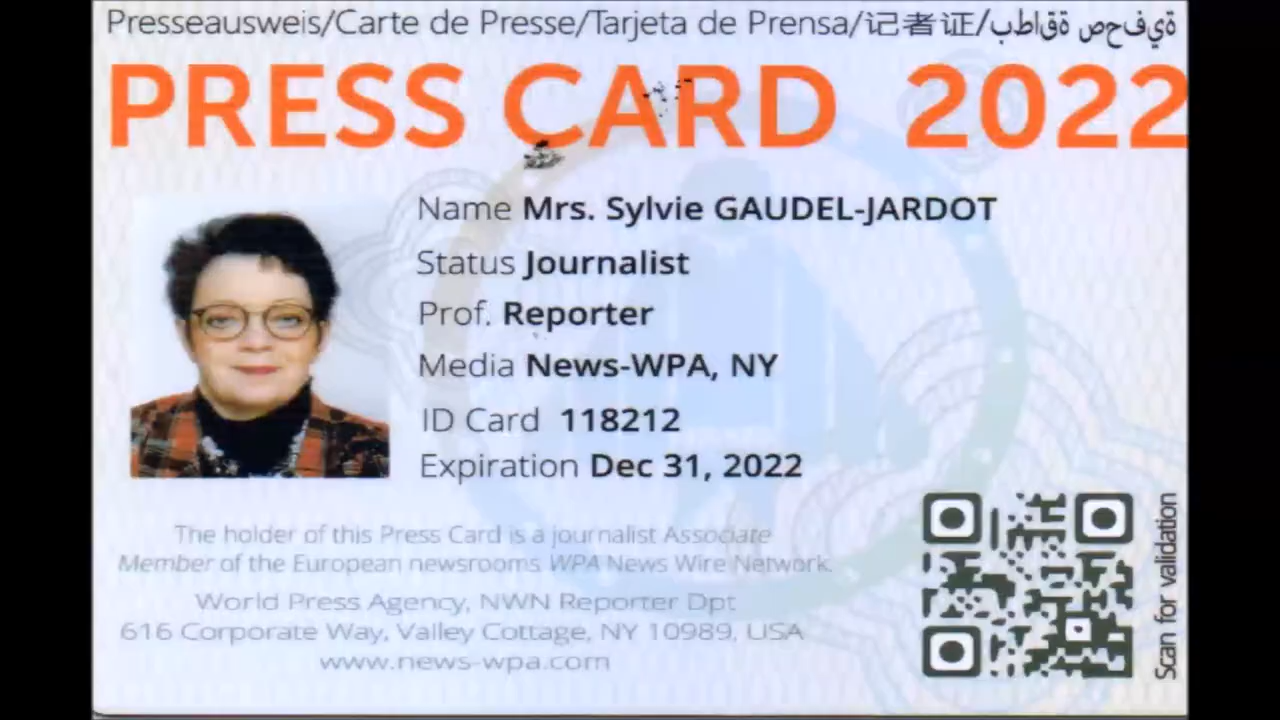 Presseausweis/Carte de Presse/Tarjeta de Prensa/记者证/ةيفحص ةقاطب
PRESS CARD 2022
Name Mrs. Sylvie GAUDEL-JARDOT
Status Journalist
Prof. Reporter
Media News-WPA, NY
ID Card 118212
Expiration Dec 31, 2022
The holder of this Press Card is a journalist Associate
Member of the European newsrooms WPA News Wire Network.
World Press Agency, NWN Reporter Dpt
616 Corporate Way, Valley Cottage, NY 10989, USA
www.news-wpa.com
Scan for validation